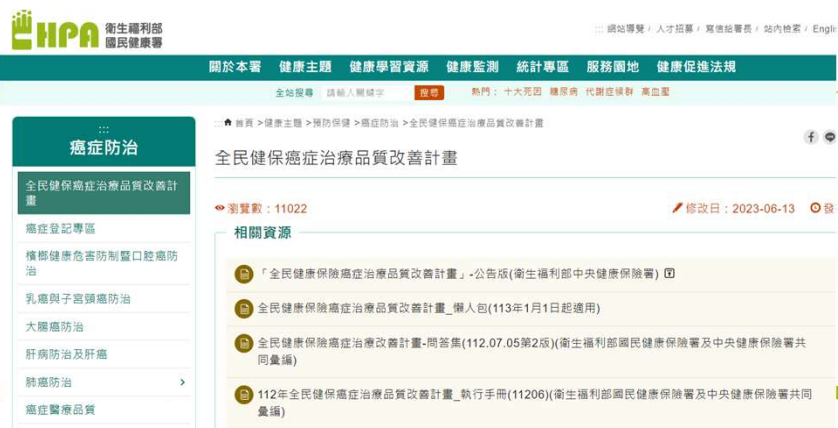 HPA 衛生福利部
國民健康署
::: 網站導覽 / 人才招募 / 寫信給署長 / 站內檢索 / Engli
關於本署 健康主題 健康學習資源 健康監測 統計專區 服務園地 健康促進法規
全站搜尋 請輸入關鍵字 搜尋 熱門： 十大死因 糖尿病 代謝症候群 高血壓
::: 首頁 >健康主題 >預防保健 >癌症防治 >全民健保癌症治療品質改善計畫
:::
癌症防治
全民健保癌症治療品質改善計
畫
癌症登記專區
檳榔健康危害防制暨口腔癌防
治
乳癌與子宮頸癌防治
大腸癌防治
肝病防治及肝癌
肺癌防治 >
癌症醫療品質
全民健保癌症治療品質改善計畫
瀏覽數：11022
修改日：2023-06-13 發
相關資源
「全民健康保險癌症治療品質改善計畫」-公告版(衛生福利部中央健康保險署)
全民健康保險癌症治療品質改善計畫_懶人包(113年1月1日起適用)
全民健康保險癌症治療改善計畫-問答集(112.07.05第2版)(衛生福利部國民健康署及中央健康保險署共
同彙編)
112年全民健保癌症治療品質改善計畫_執行手冊(11206)(衛生福利部國民健康署及中央健康保險署共同
彙編)